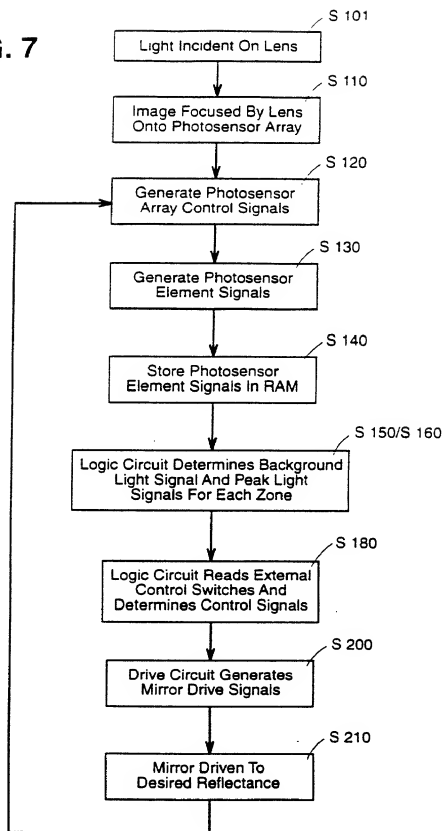 G. 7
S 101
Light Incident On Lens
S 110
Image Focused By Lens
Onto Photosensor Array
S 120
Generate Photosensor
Array Control Signals
S 130
Generate Photosensor
Element Signals
S 140
Store Photosensor
Element Signals In RAM
S 150/S 160
Logic Circuit Determines Background
Light Signal And Peak Light
Signals For Each Zone
S 180
Logic Circuit Reads External
Control Switches And
Determines Control Signals
S 200
Drive Circuit Generates
Mirror Drive Signals
S 210
Mirror Driven To
Desired Reflectance